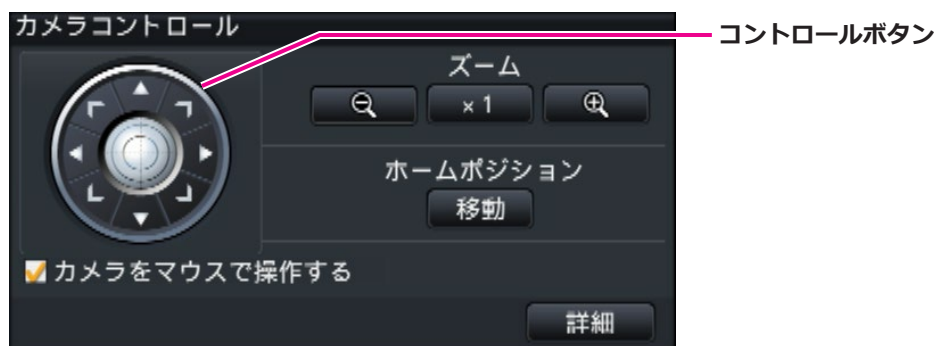 カメラコントロール
コントロールボタン
ズーム
×1
ホームポジション
移動
カメラをマウスで操作する
詳細